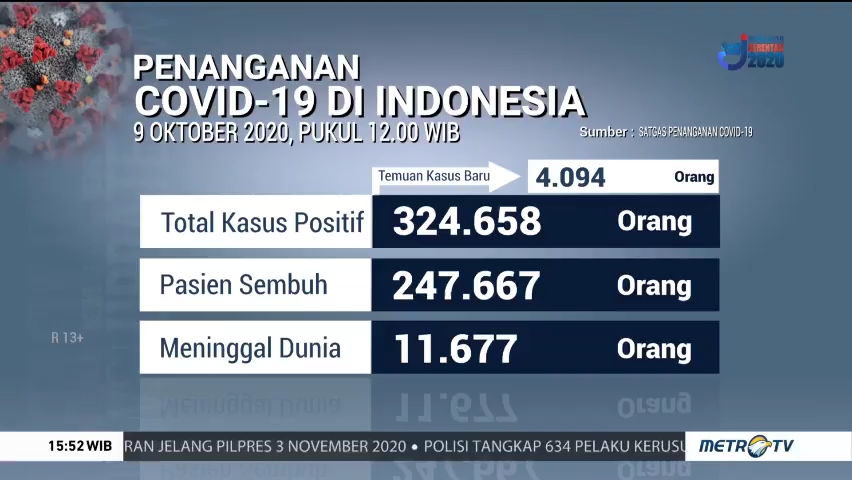 PENANGANAN
COVID-19 DI INDONESIA
9 OKTOBER 2020, PUKUL 12.00 WIB
2020
Sumber : SATGAS PENANGANAN COVID-19
Temuan Kasus Baru 4.094 Orang
Total Kasus Positif 324.658 Orang
Pasien Sembuh 247.667 Orang
Meninggal Dunia 11.677 Orang
R 13+
15:52 WIB RAN JELANG PILPRES 3 NOVEMBER 2020 • POLISI TANGKAP 634 PELAKU KERUSU METRO TV